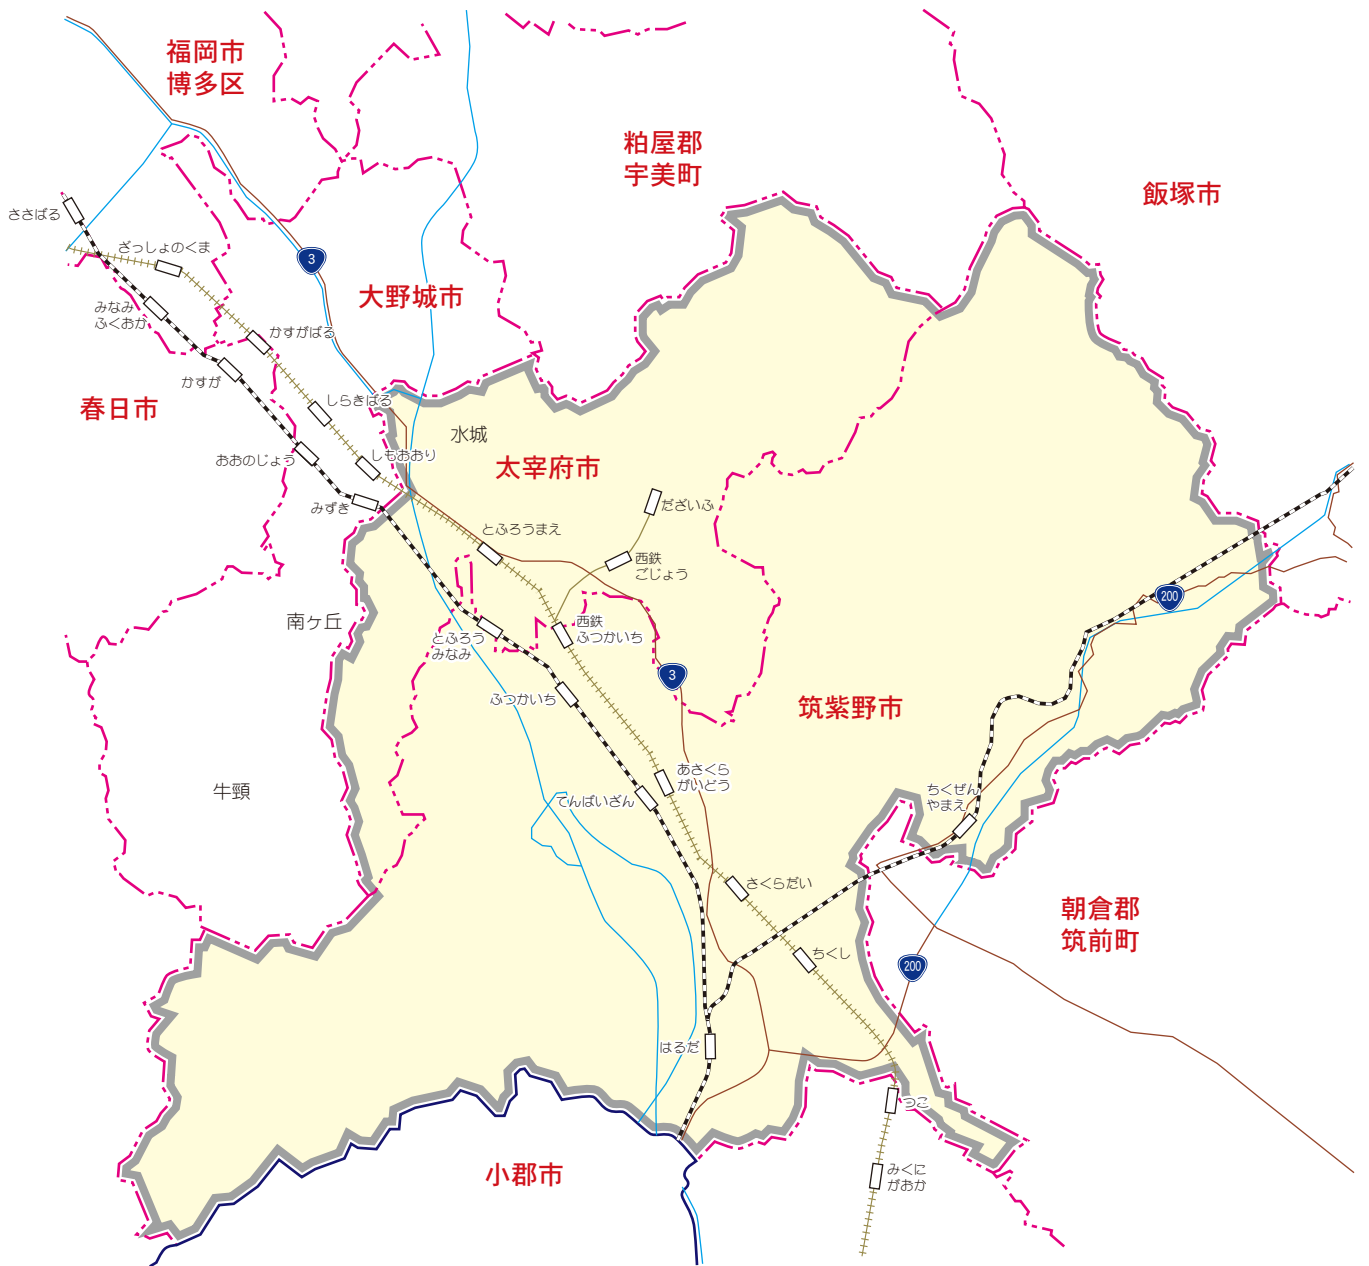 福岡市
博多区
粕屋郡
宇美町
飯塚市
ささばる
ざっしょのくま
3
大野城市
みなみ
ふくおか
かすがばる
かすが
春日市
しらきばる
水城
おおのじょう
しもおおり
太宰府市
みずき
だざいふ
とふろうまえ
西鉄
ごじょう
200
南ヶ丘
西鉄
ふつかいち
とふろう
みなみ
3
ふつかいち
筑紫野市
あさくら
がいどう
牛頸
てんぱいざん
ちくぜん
やまえ
さくらだい
朝倉郡
筑前町
ちくし
200
はるだ
つこ
小郡市
みくに
がおか